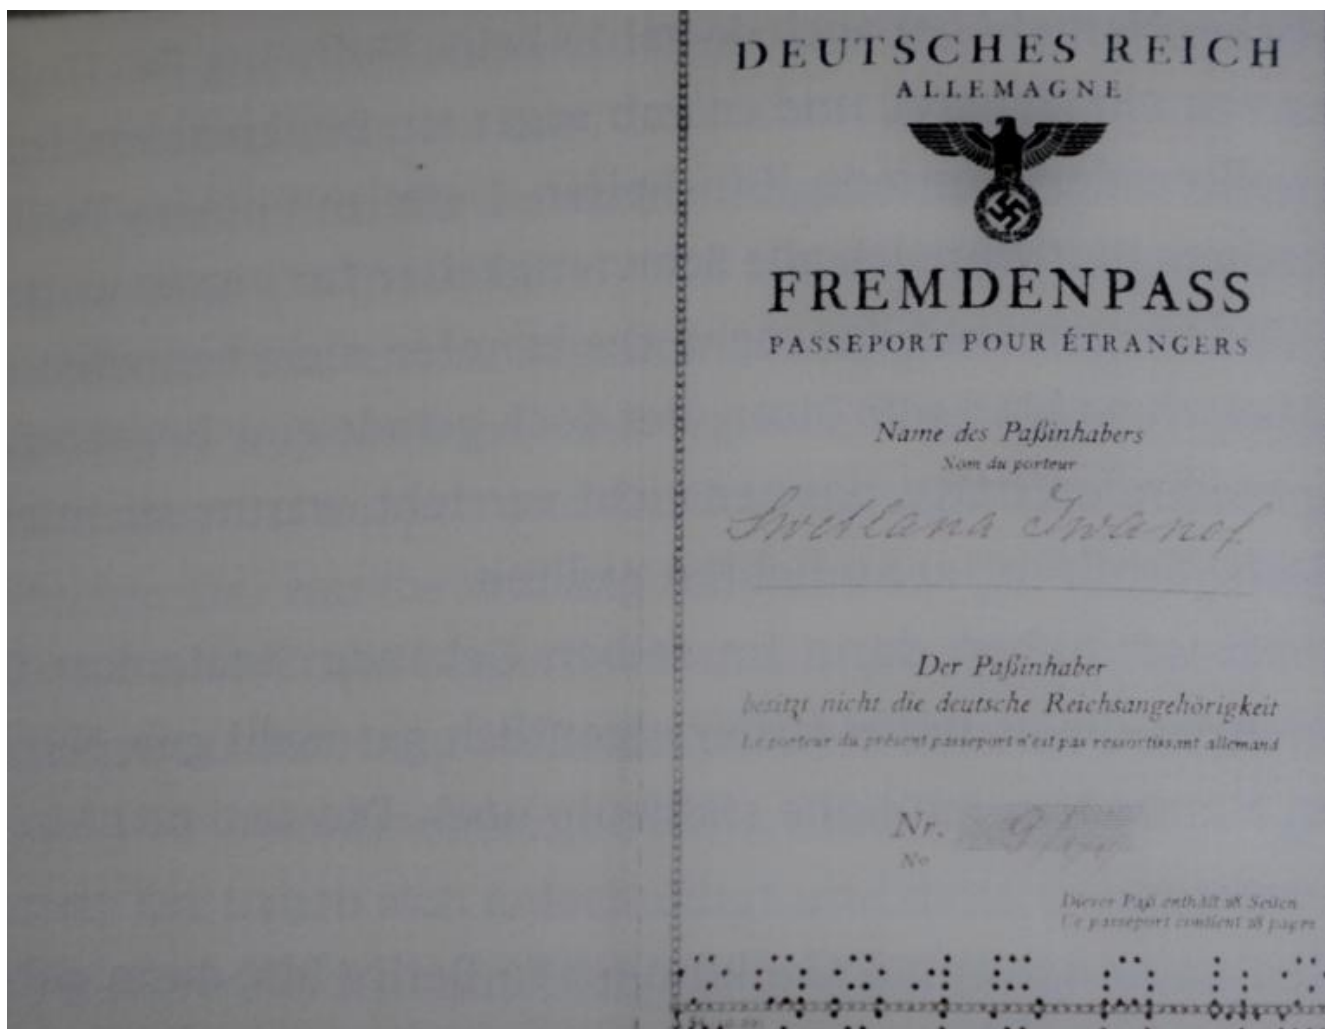 DEUTSCHES REICH
ALLEMAGNE
FREMDENPASS
PASSEPORT POUR ÉTRANGERS
Name des Paßinhabers
Nom du porteur
Swetlana Iwanof
Der Paßinhaber
besitzt nicht die deutsche Reichsangehörigkeit
Le porteur du présent passeport n'est pas ressortissant allemand
Nr.
No
Dieser Paß enthält 28 Seiten
Ce passeport contient 28 pages